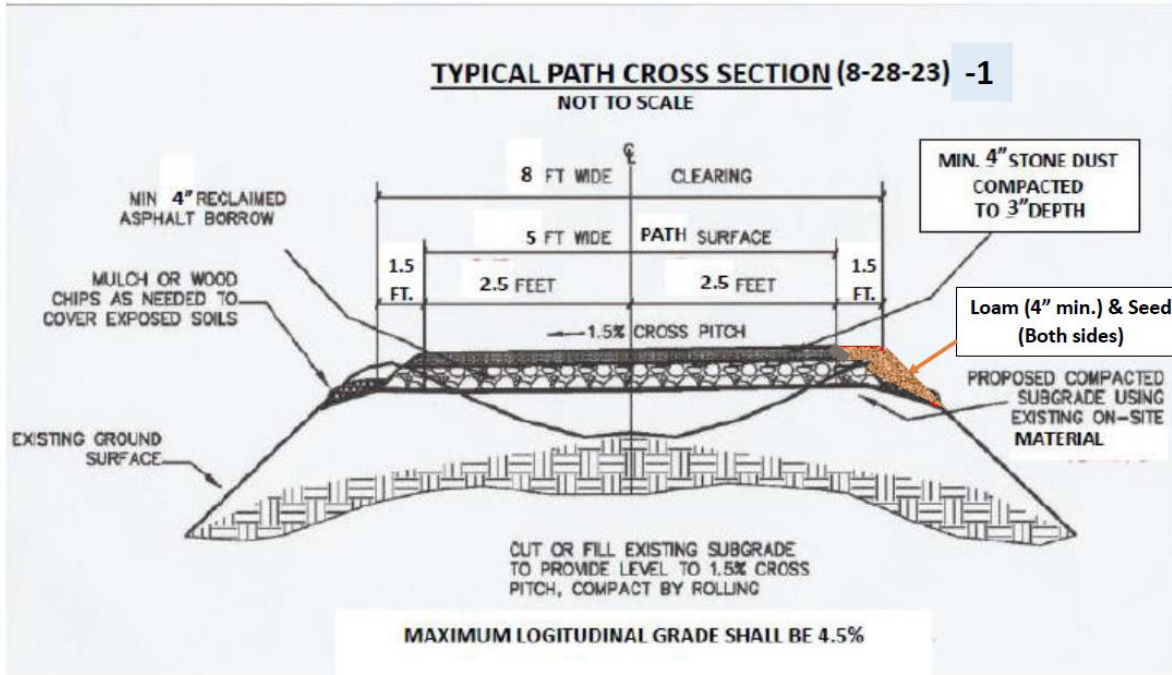 TYPICAL PATH CROSS SECTION (8-28-23) -1
NOT TO SCALE
MIN 4" RECLAIMED
ASPHALT BORROW
8 FT WIDE CLEARING
MIN. 4" STONE DUST
COMPACTED
TO 3" DEPTH
5 FT WIDE PATH SURFACE
1.5
FT.
2.5 FEET
2.5 FEET
1.5
FT.
MULCH OR WOOD
CHIPS AS NEEDED TO
COVER EXPOSED SOILS
1.5% CROSS PITCH
Loam (4" min.) & Seed
(Both sides)
PROPOSED COMPACTED
SUBGRADE USING
EXISTING ON-SITE
MATERIAL
EXISTING GROUND
SURFACE
CUT OR FILL EXISTING SUBGRADE
TO PROVIDE LEVEL TO 1.5% CROSS
PITCH, COMPACT BY ROLLING
MAXIMUM LOGITUDINAL GRADE SHALL BE 4.5%